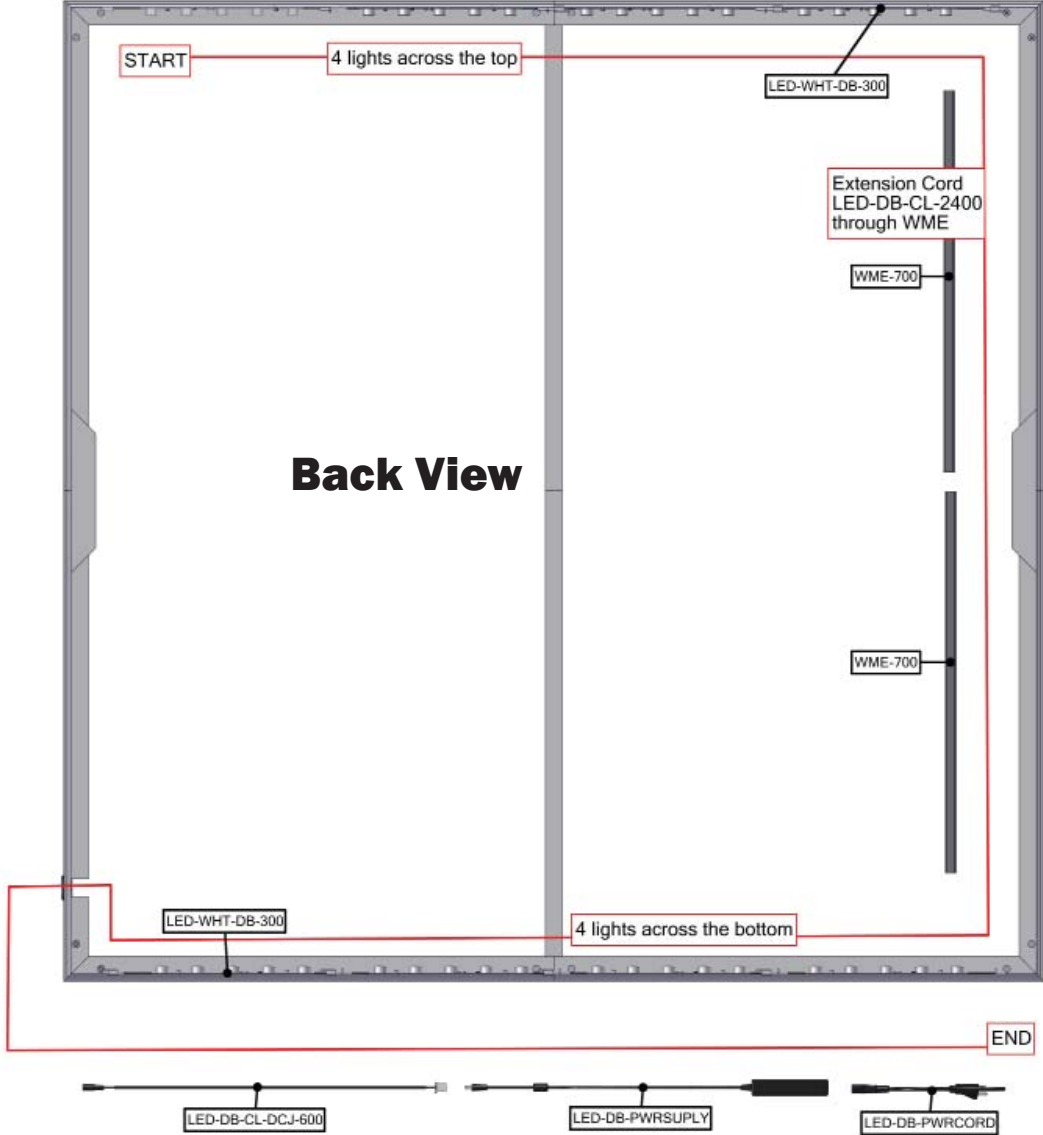 START
4 lights across the top
LED-WHT-DB-300
Extension Cord
LED-DB-CL-2400
through WME
WME-700
Back View
WME-700
LED-WHT-DB-300
4 lights across the bottom
END
LED-DB-CL-DCJ-600
LED-DB-PWRSUPLY
LED-DB-PWRCORD